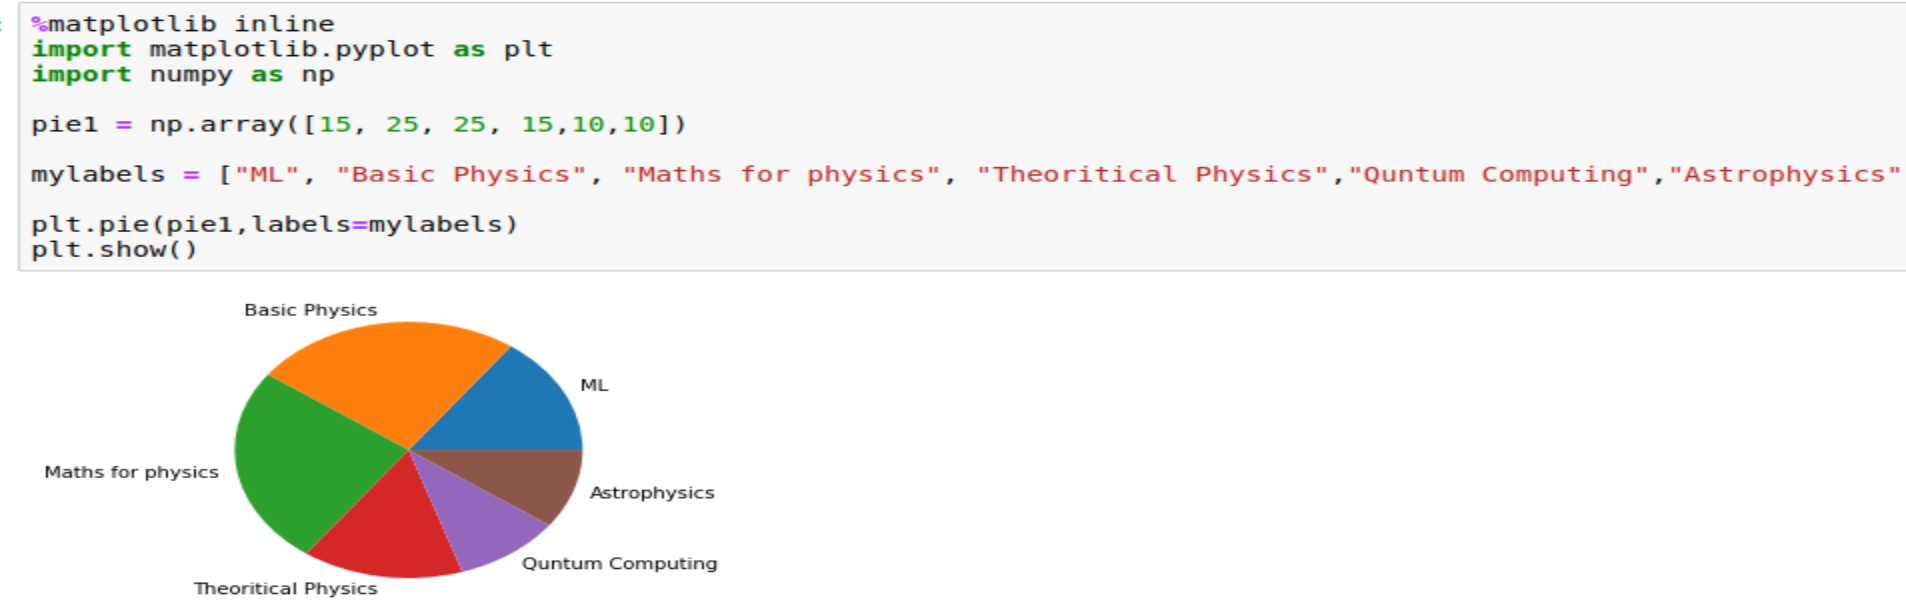 %matplotlib inline
import matplotlib.pyplot as plt
import numpy as np
pie1 = np.array([15, 25, 25, 15,10,10])
mylabels = ["ML", "Basic Physics", "Maths for physics", "Theoritical Physics","Quntum Computing","Astrophysics"
plt.pie(pie1,labels=mylabels)
plt.show()
Basic Physics
ML
Maths for physics
Astrophysics
Quntum Computing
Theoritical Physics